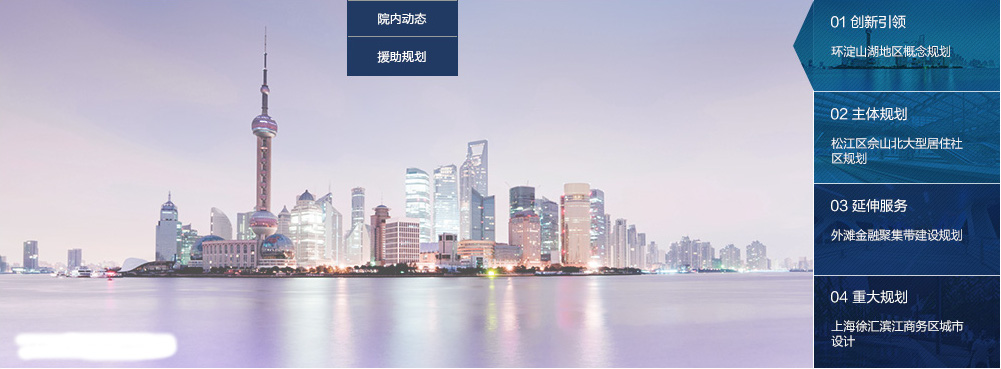 院内动态
援助规划
01 创新引领
环淀山湖地区概念规划
02 主体规划
松江区佘山北大型居住社
区规划
03 延伸服务
外滩金融聚集带建设规划
04 重大规划
上海徐汇滨江商务区城市
设计